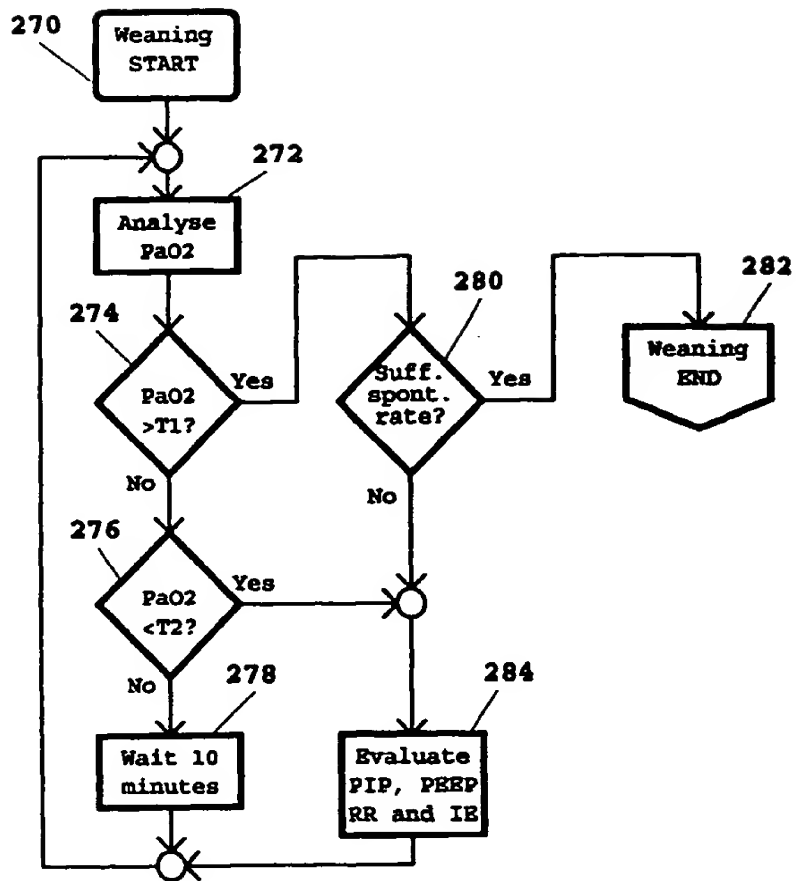 270
Weaning
START
272
Analyse
PaO2
274
PaO2
>T1?
Yes
No
280
Suff.
spont.
rate?
Yes
No
282
Weaning
END
276
PaO2
<T2?
Yes
No
278
Wait 10
minutes
284
Evaluate
PIP, PEEP
RR and IE